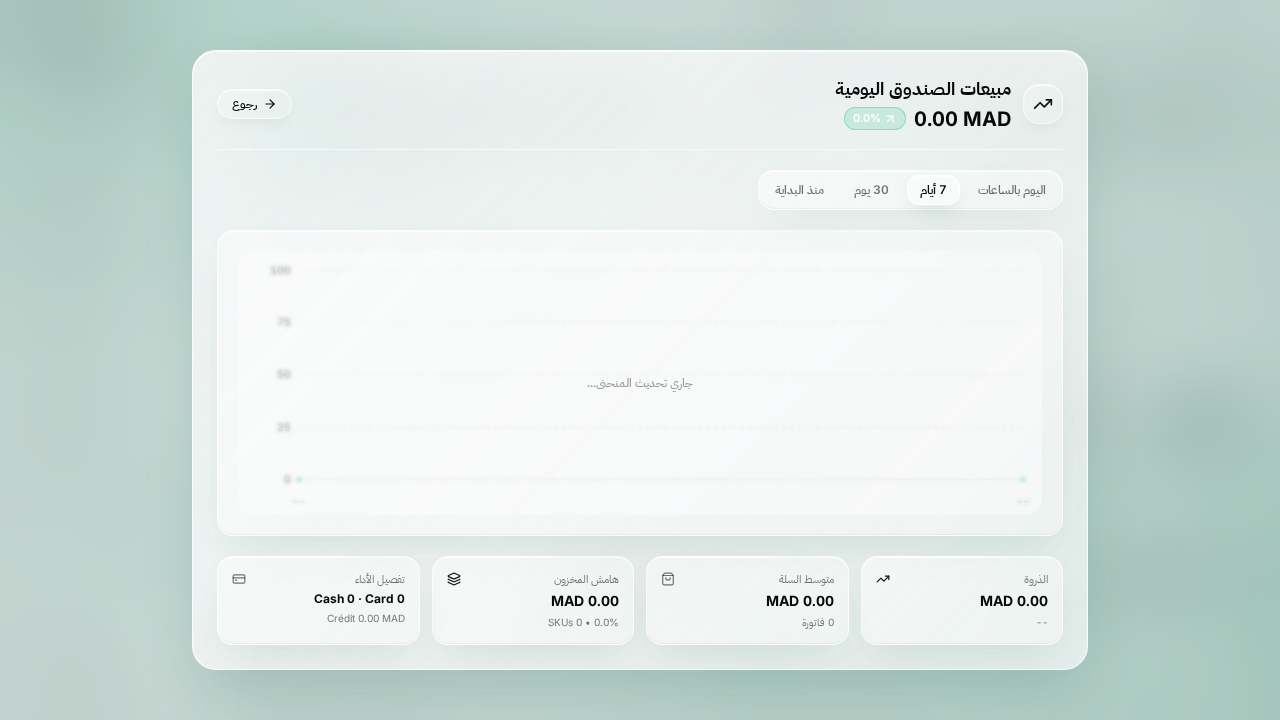 مبيعات الصندوق اليومية
0.00 MAD
0.0%
رجوع
اليوم بالساعات
7 أيام
30 يوم
منذ البداية
100
75
50
25
0
-- --
جاري تحديث المنحنى...
الذروة
MAD 0.00
--
متوسط السلة
MAD 0.00
0 فاتورة
هامش المخزون
MAD 0.00
SKUs 0 • 0.0%
تفصيل الأداء
Cash 0 · Card 0
Crédit 0.00 MAD